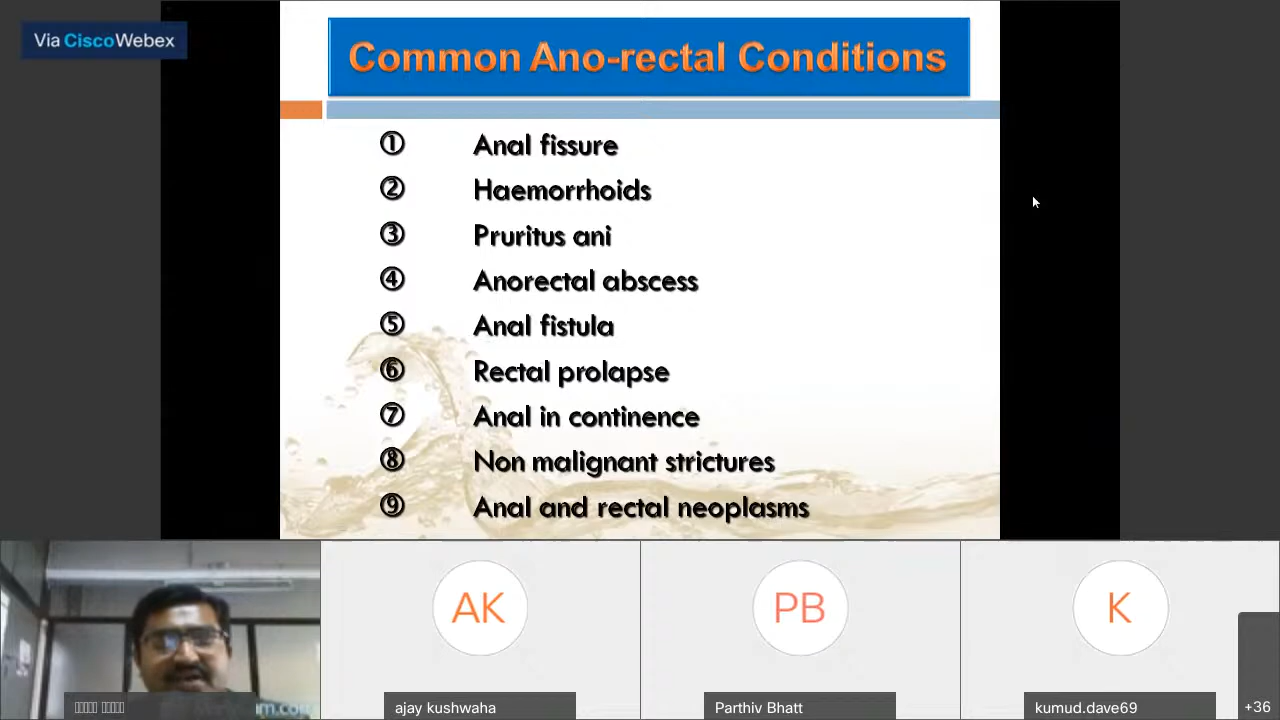 Via CiscoWebex
Common Ano-rectal Conditions
① Anal fissure
② Haemorrhoids
③ Pruritus ani
④ Anorectal abscess
⑤ Anal fistula
⑥ Rectal prolapse
⑦ Anal in continence
⑧ Non malignant strictures
⑨ Anal and rectal neoplasms
AK
PB
K
ajay kushwaha
Parthiv Bhatt
kumud.dave69
+36